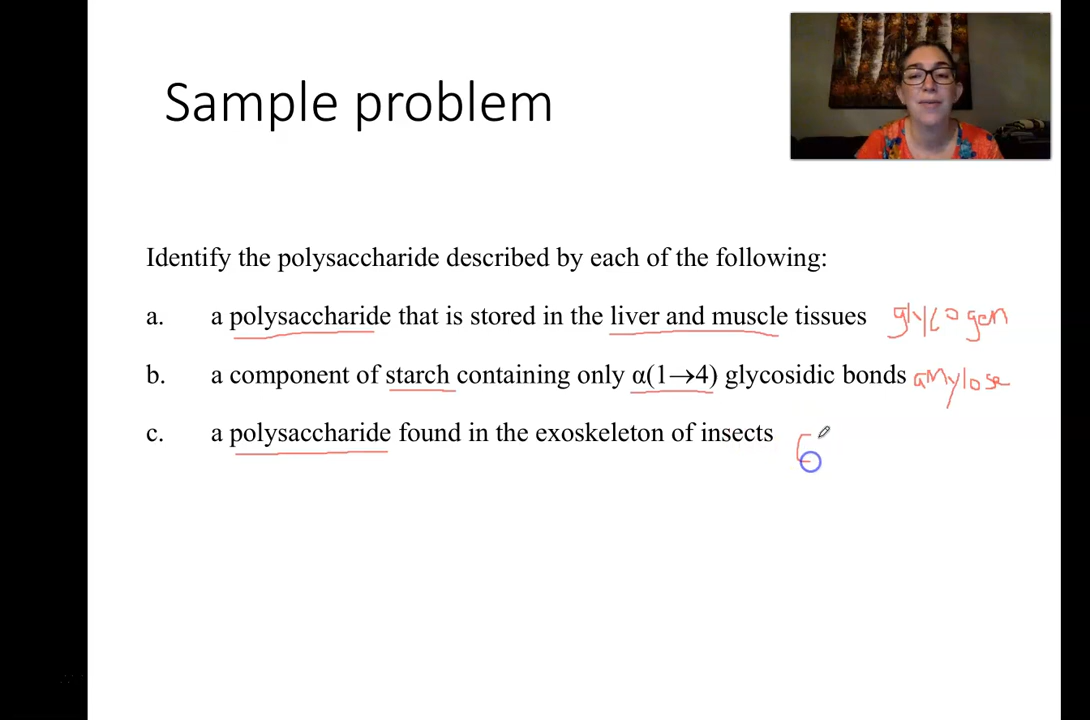 Sample problem
Identify the polysaccharide described by each of the following:
a. a polysaccharide that is stored in the liver and muscle tissues glycogen
b. a component of starch containing only α(1→4) glycosidic bonds amylose
c. a polysaccharide found in the exoskeleton of insects